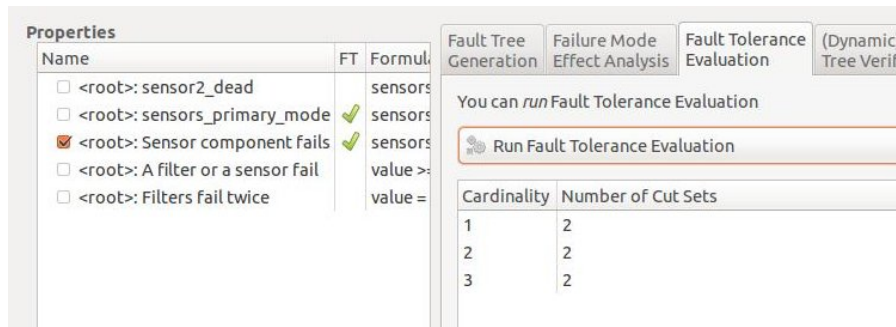 Properties
Name FT Formula
<root>: sensor2_dead sensors
<root>: sensors_primary_mode sensors
<root>: Sensor component fails sensors
<root>: A filter or a sensor fail value >=
<root>: Filters fail twice value =
Fault Tree Generation
Failure Mode Effect Analysis
Fault Tolerance Evaluation
(Dynamic)
Tree Verif
You can run Fault Tolerance Evaluation
Run Fault Tolerance Evaluation
Cardinality Number of Cut Sets
1 2
2 2
3 2